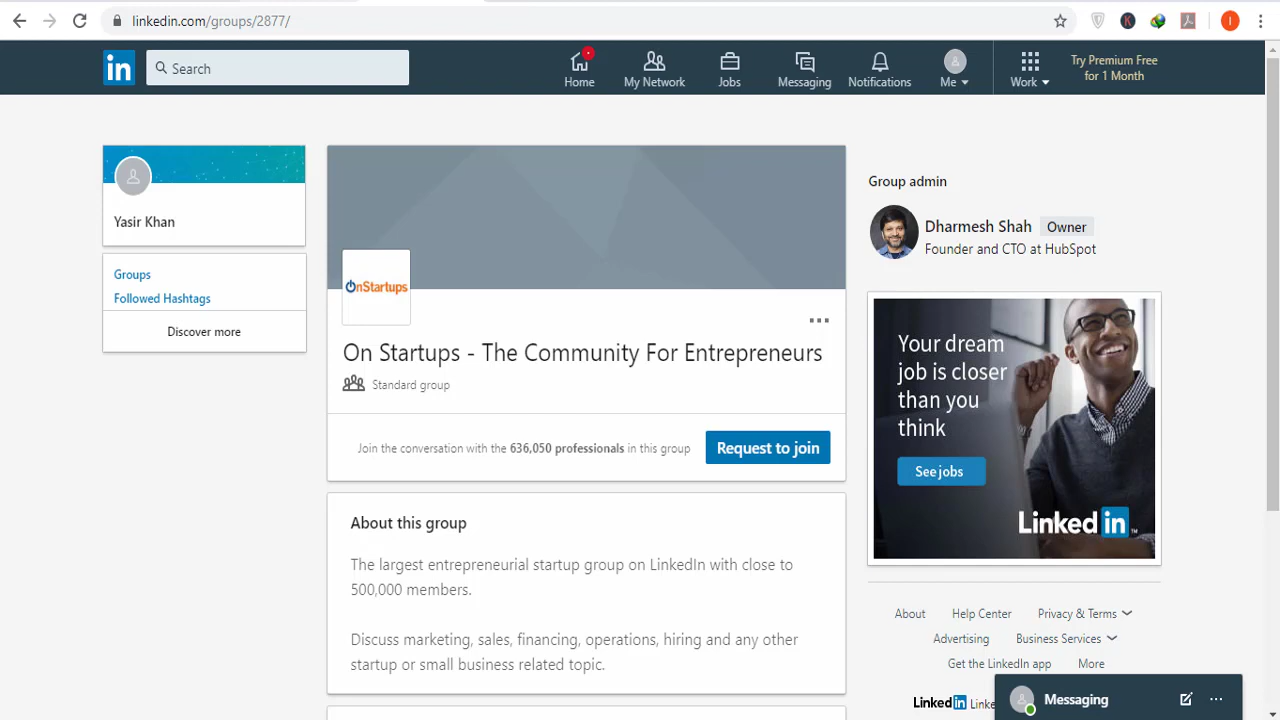 linkedin.com/groups/2877/
in
Search
Home
My Network
Jobs
Messaging
Notifications
Me
Work
Try Premium Free
for 1 Month
Yasir Khan
Groups
Followed Hashtags
Discover more
OnStartups
On Startups - The Community For Entrepreneurs
Standard group
Join the conversation with the 636,050 professionals in this group
Request to join
About this group
The largest entrepreneurial startup group on LinkedIn with close to
500,000 members.
Discuss marketing, sales, financing, operations, hiring and any other
startup or small business related topic.
Group admin
Dharmesh Shah Owner
Founder and CTO at HubSpot
Your dream
job is closer
than you
think
See jobs
LinkedIn
About Help Center Privacy & Terms
Advertising Business Services
Get the LinkedIn app More
LinkedIn Linke
Messaging